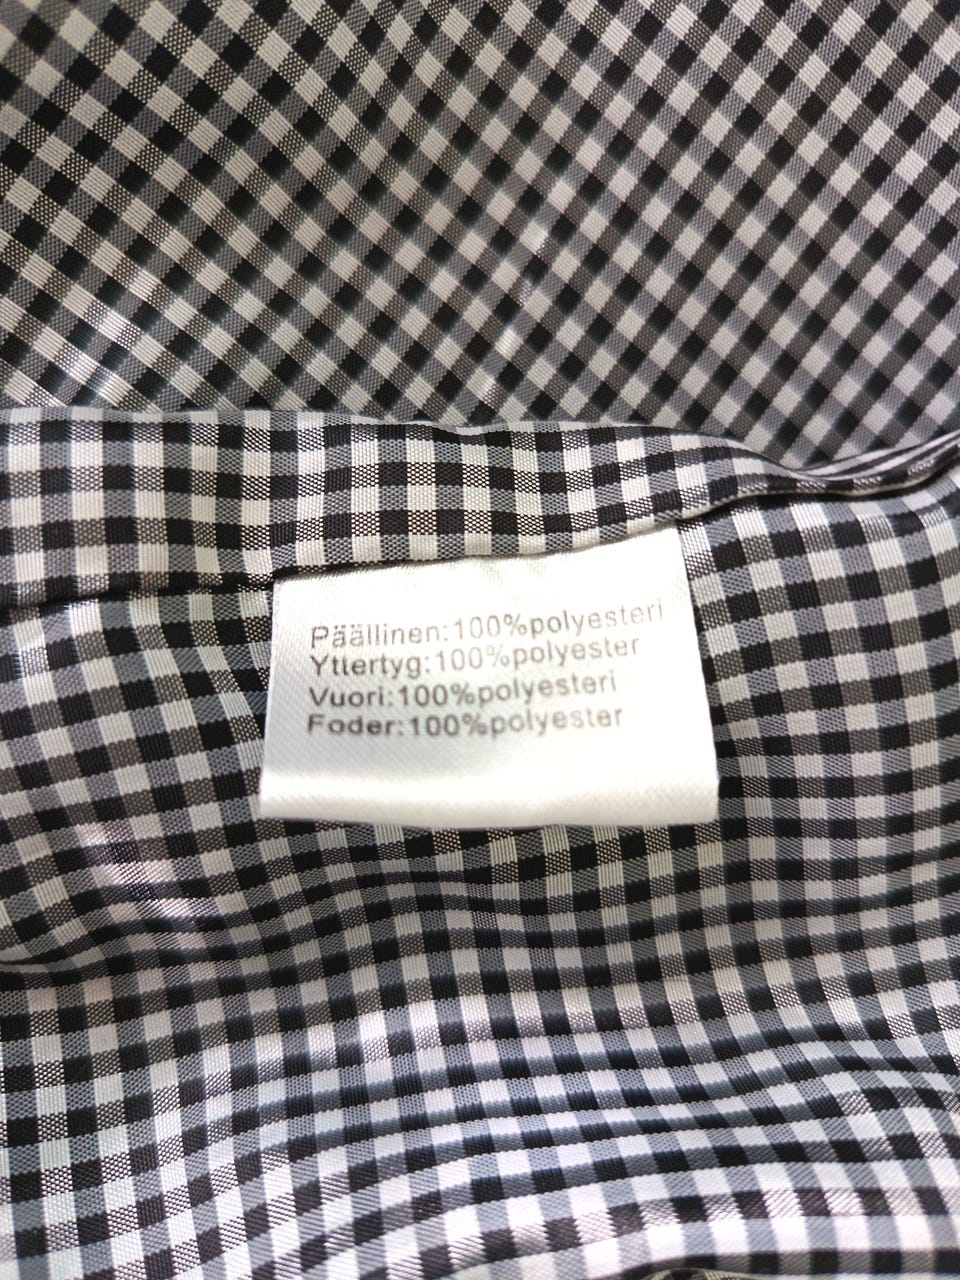 Päällinen:100%polyesteri
Yttertyg:100%polyester
Vuori:100%polyesteri
Foder:100%polyester